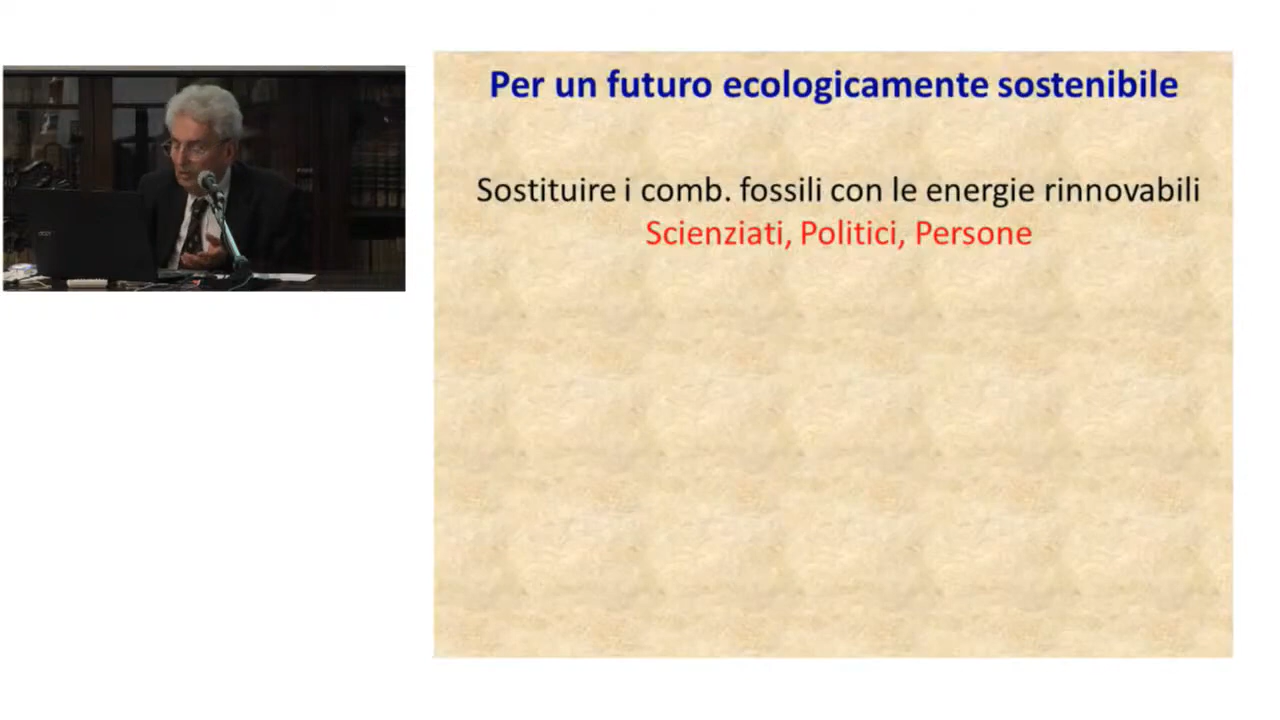 Per un futuro ecologicamente sostenibile
Sostituire i comb. fossili con le energie rinnovabili
Scienziati, Politici, Persone